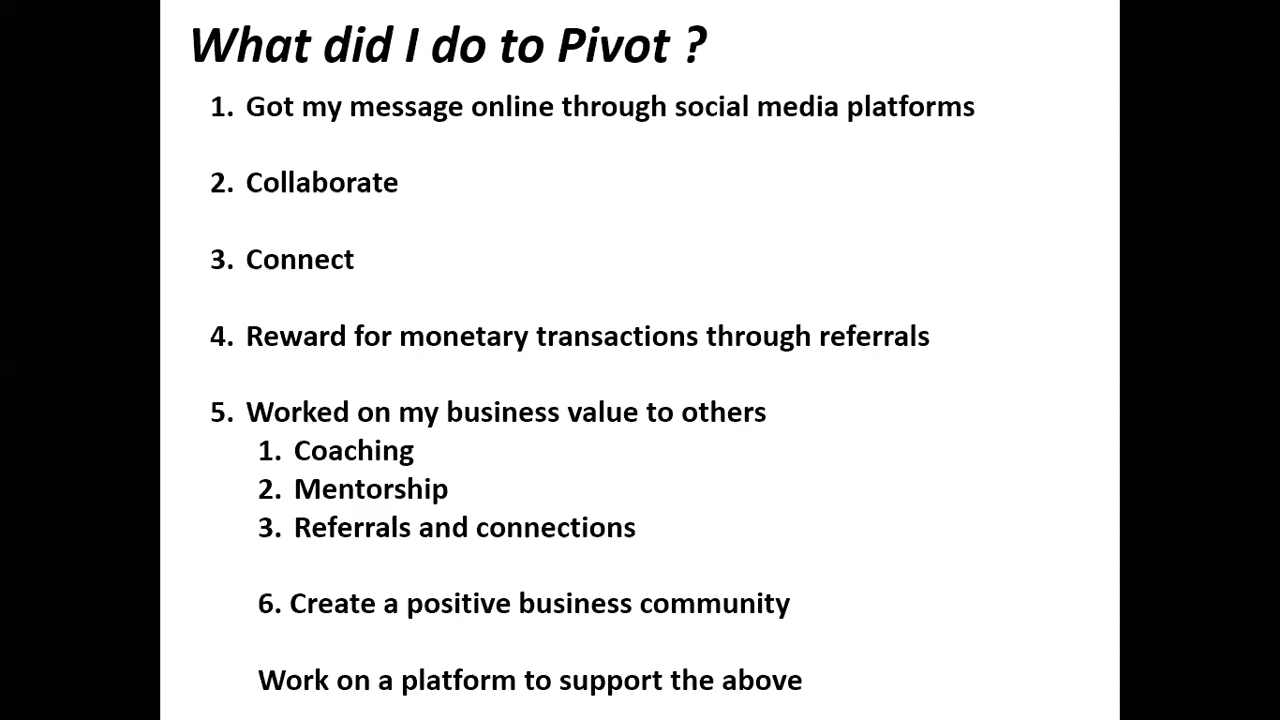 What did I do to Pivot ?
1. Got my message online through social media platforms
2. Collaborate
3. Connect
4. Reward for monetary transactions through referrals
5. Worked on my business value to others
1. Coaching
2. Mentorship
3. Referrals and connections
6. Create a positive business community
Work on a platform to support the above